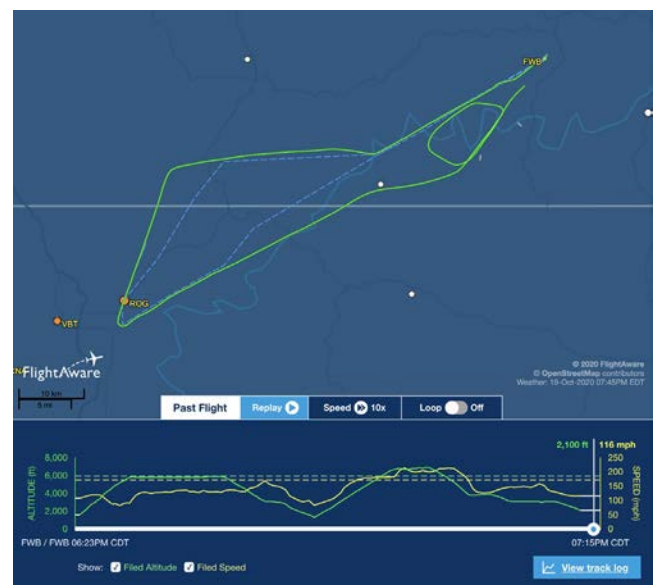 FWB
ROG
VBT
FlightAware
10 km
5 mi
© 2020 FlightAware
© OpenStreetMap contributors
Weather: 19-Oct-2020 07:45PM EDT
Past Flight Replay Speed 10x Loop Off
2,100 ft 116 mph
ALTITUDE (ft)
8,000
6,000
4,000
2,000
0
250
200
150
100
50
0
SPEED (mph)
FWB / FWB 06:23PM CDT 07:15PM CDT
Show: Filed Altitude Filed Speed
View track log